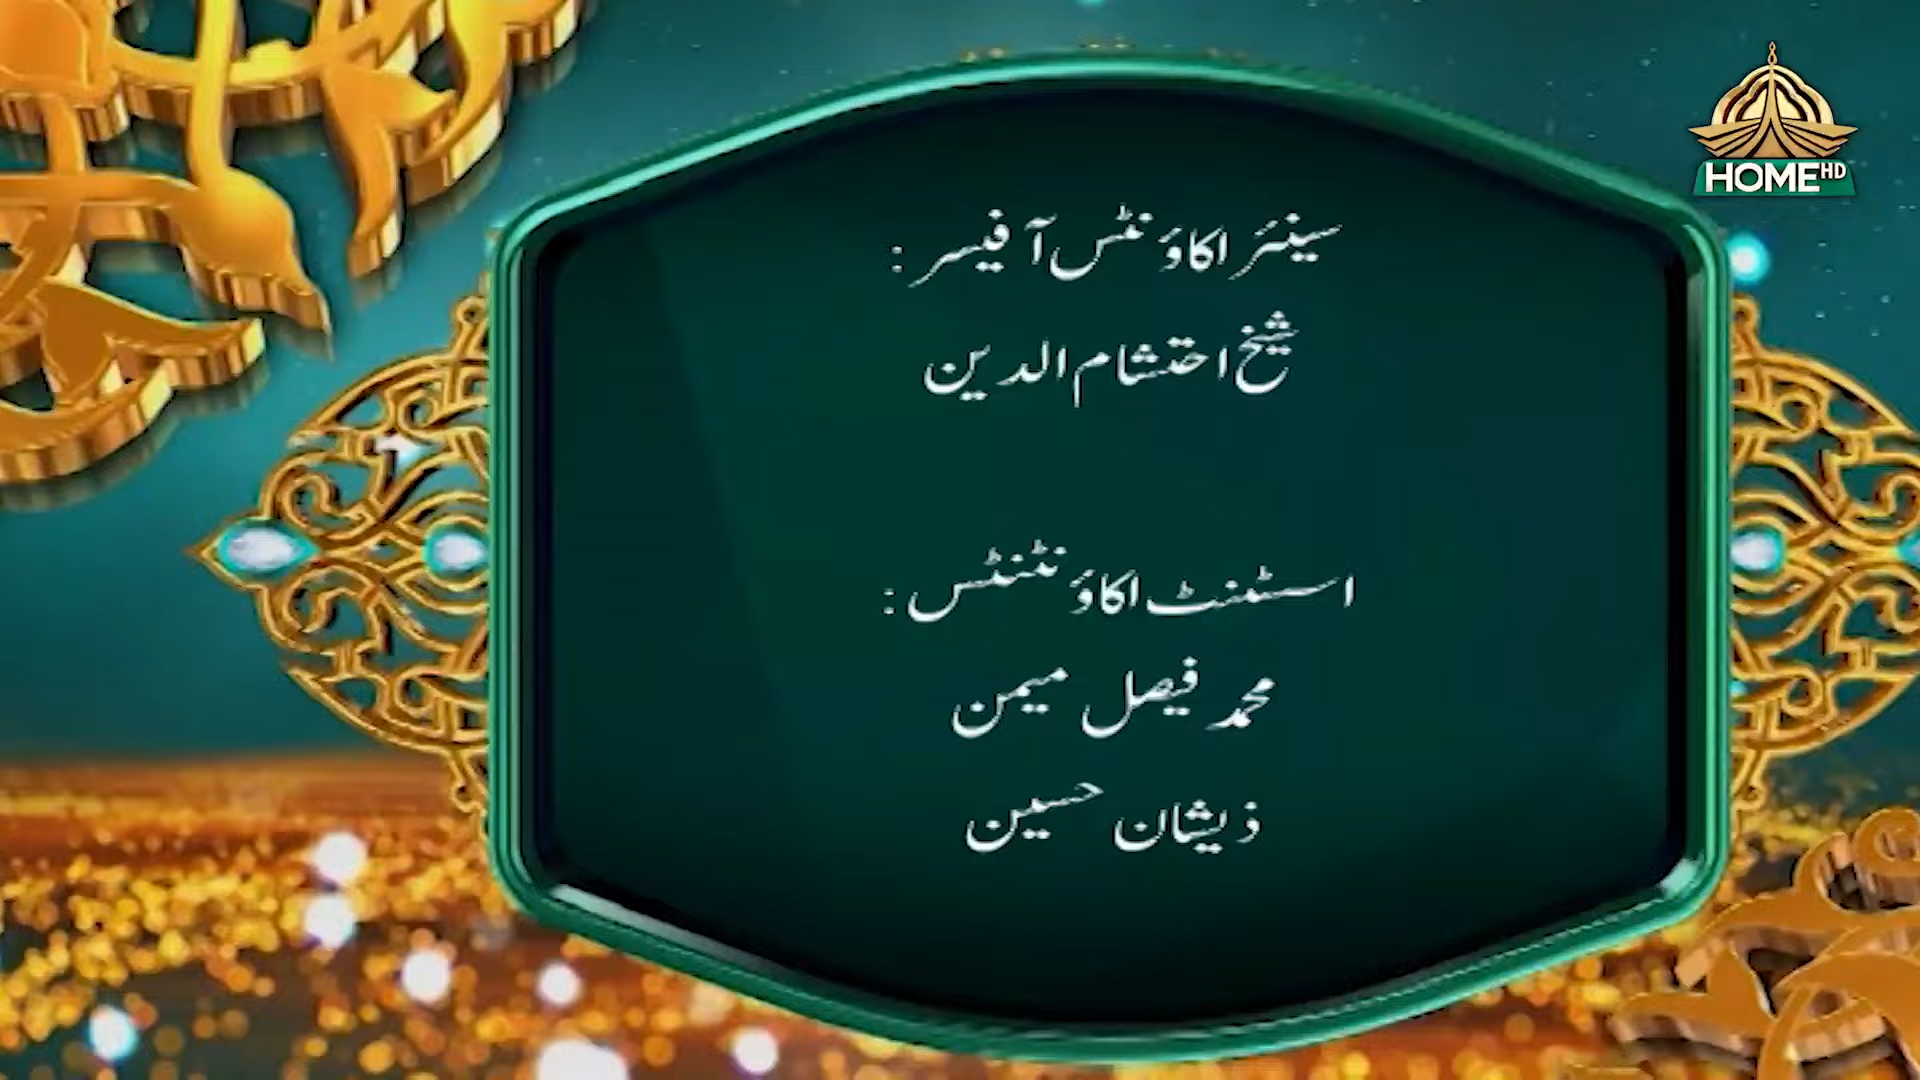 HOME HD
سینئر اکاؤنٹس آفیسر :
شیخ احتشام الدین
اسسٹنٹ اکاؤنٹنٹس :
محمد فیصل میمن
ذیشان حسین